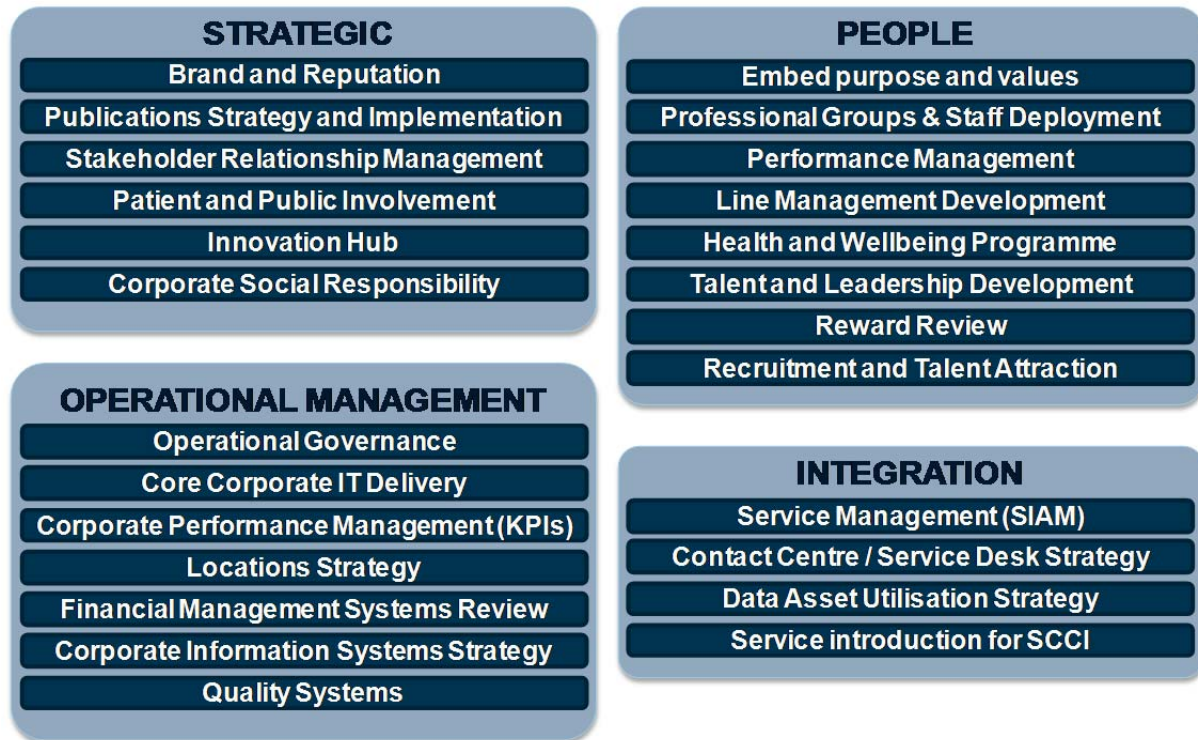 STRATEGIC
Brand and Reputation
Publications Strategy and Implementation
Stakeholder Relationship Management
Patient and Public Involvement
Innovation Hub
Corporate Social Responsibility
PEOPLE
Embed purpose and values
Professional Groups & Staff Deployment
Performance Management
Line Management Development
Health and Wellbeing Programme
Talent and Leadership Development
Reward Review
Recruitment and Talent Attraction
OPERATIONAL MANAGEMENT
Operational Governance
Core Corporate IT Delivery
Corporate Performance Management (KPIs)
Locations Strategy
Financial Management Systems Review
Corporate Information Systems Strategy
Quality Systems
INTEGRATION
Service Management (SIAM)
Contact Centre / Service Desk Strategy
Data Asset Utilisation Strategy
Service introduction for SCCI